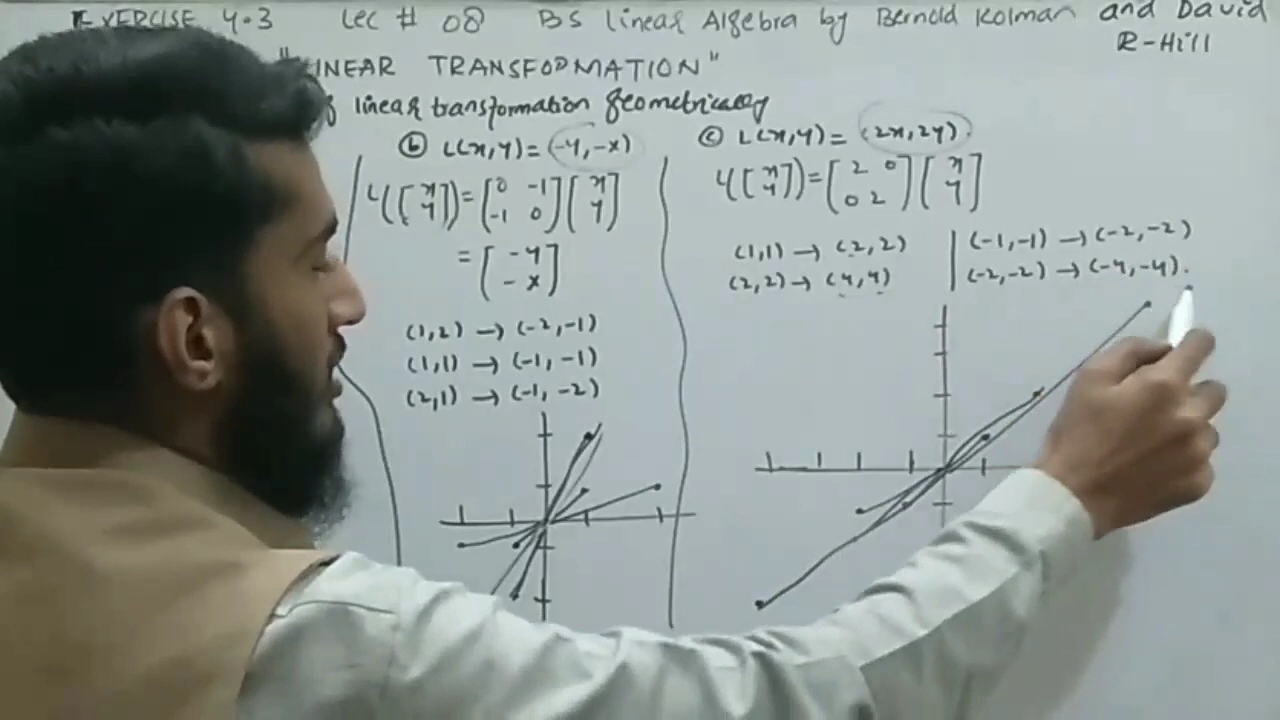 EXERCISE 4.3 Lec # 08 BS Linear Algebra by Bernold Kolman and David
R-Hill
"LINEAR TRANSFORMATION"
of linear transformation Geometrically
(b) L(x,y) = (-y,-x)
L([x y]) = [0 -1 -1 0] [x y]
= [-y -x]
(1,2) → (-2,-1)
(1,1) → (-1,-1)
(2,1) → (-1,-2)
(c) L(x,y) = (2x,2y).
L([x y]) = [2 0 0 2] [x y]
(1,1) → (2,2) | (-1,-1) → (-2,-2)
(2,2) → (4,4) | (-2,-2) → (-4,-4).